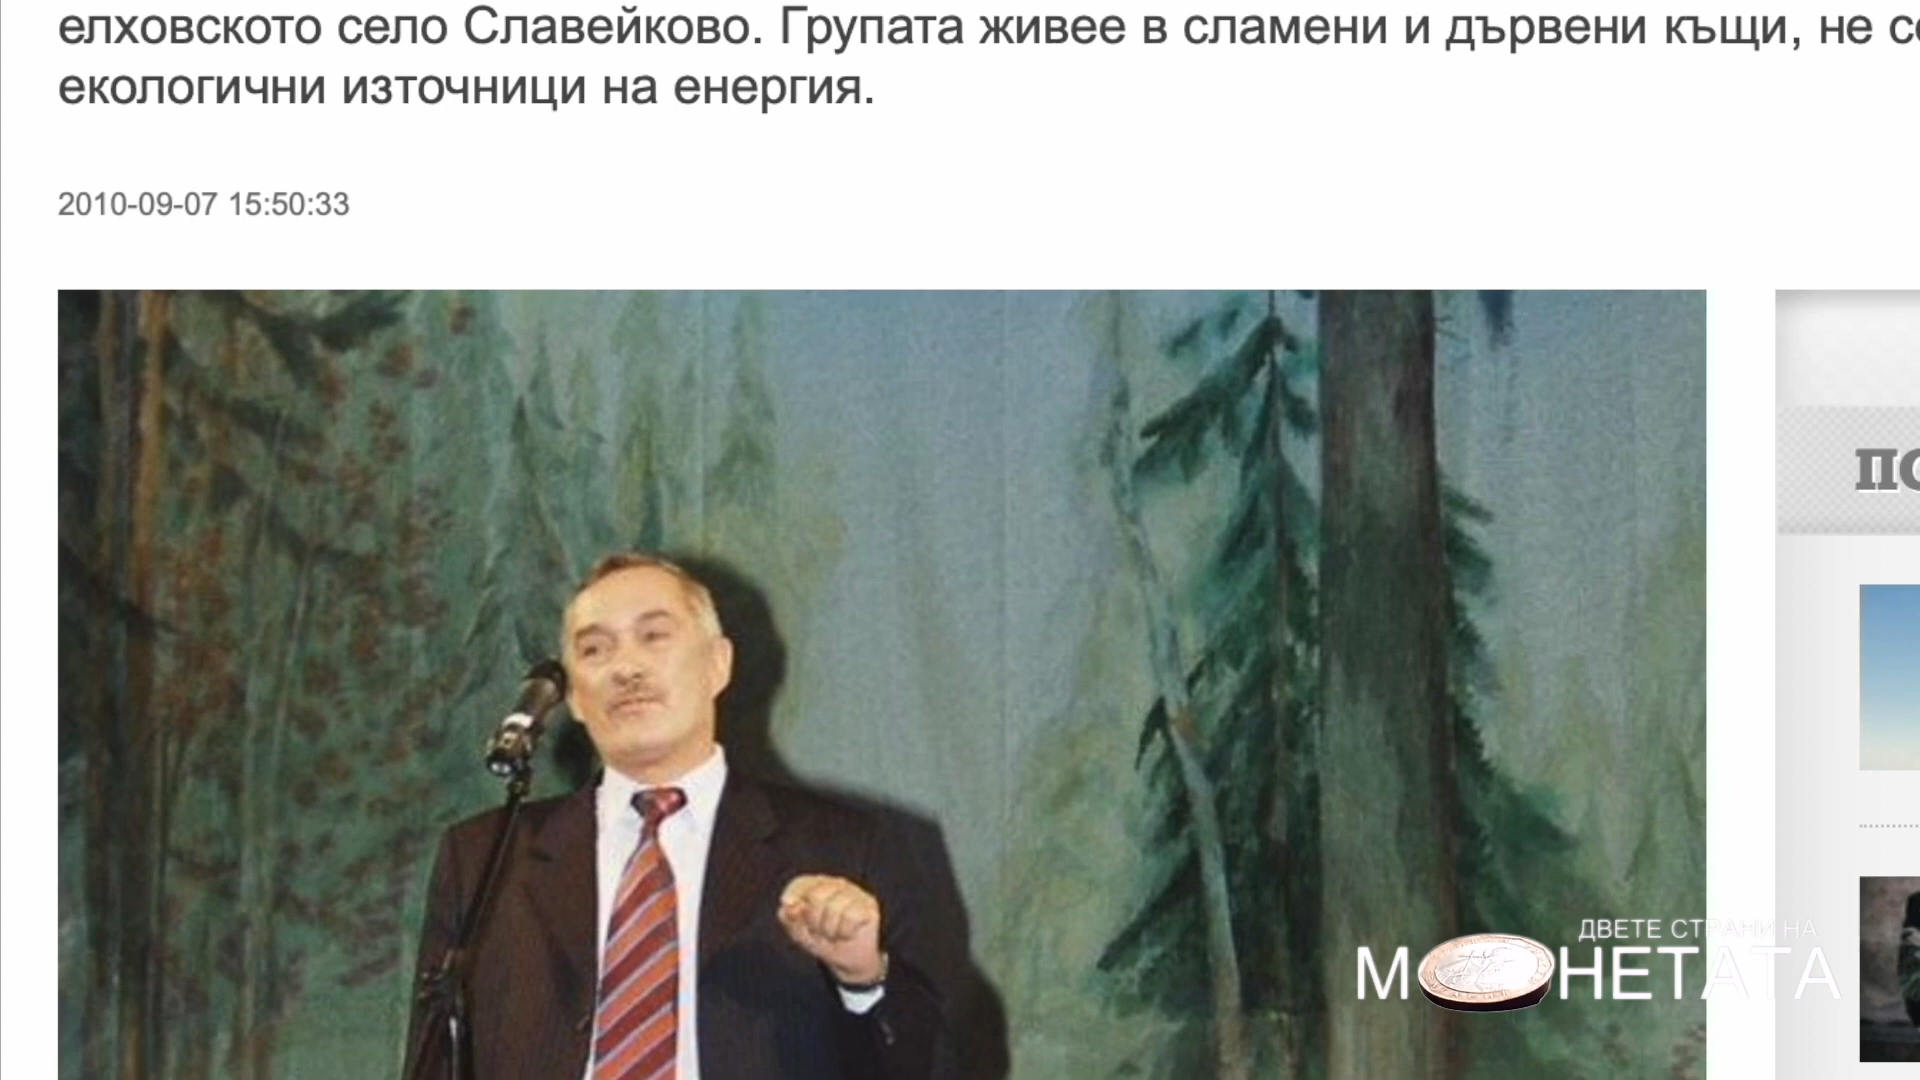 елховското село Славейково. Групата живее в сламени и дървени къщи, не
екологични източници на енергия.
2010-09-07 15:50:33
ДВЕТЕ СТРАНИ НА
МОНЕТАТА